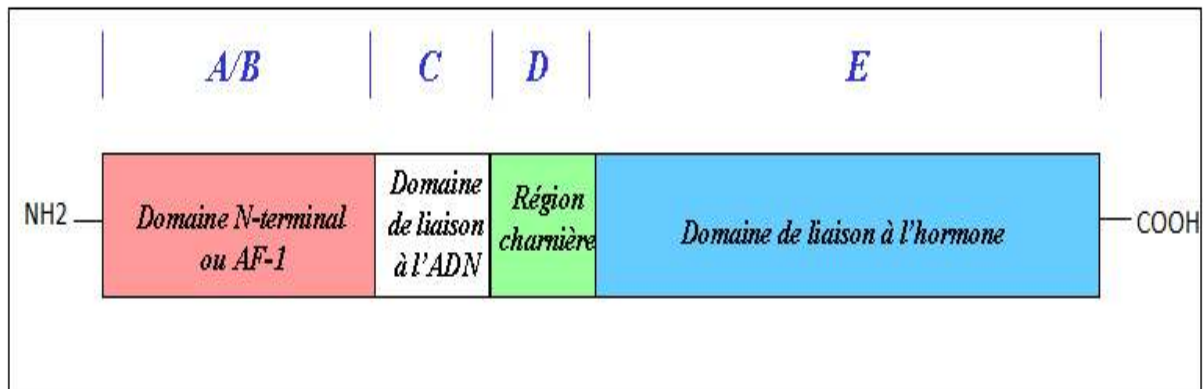 A/B
C
D
E
NH2
Domaine N-terminal
ou AF-1
Domaine
de liaison
à l'ADN
Région
charnière
Domaine de liaison à l'hormone
COOH